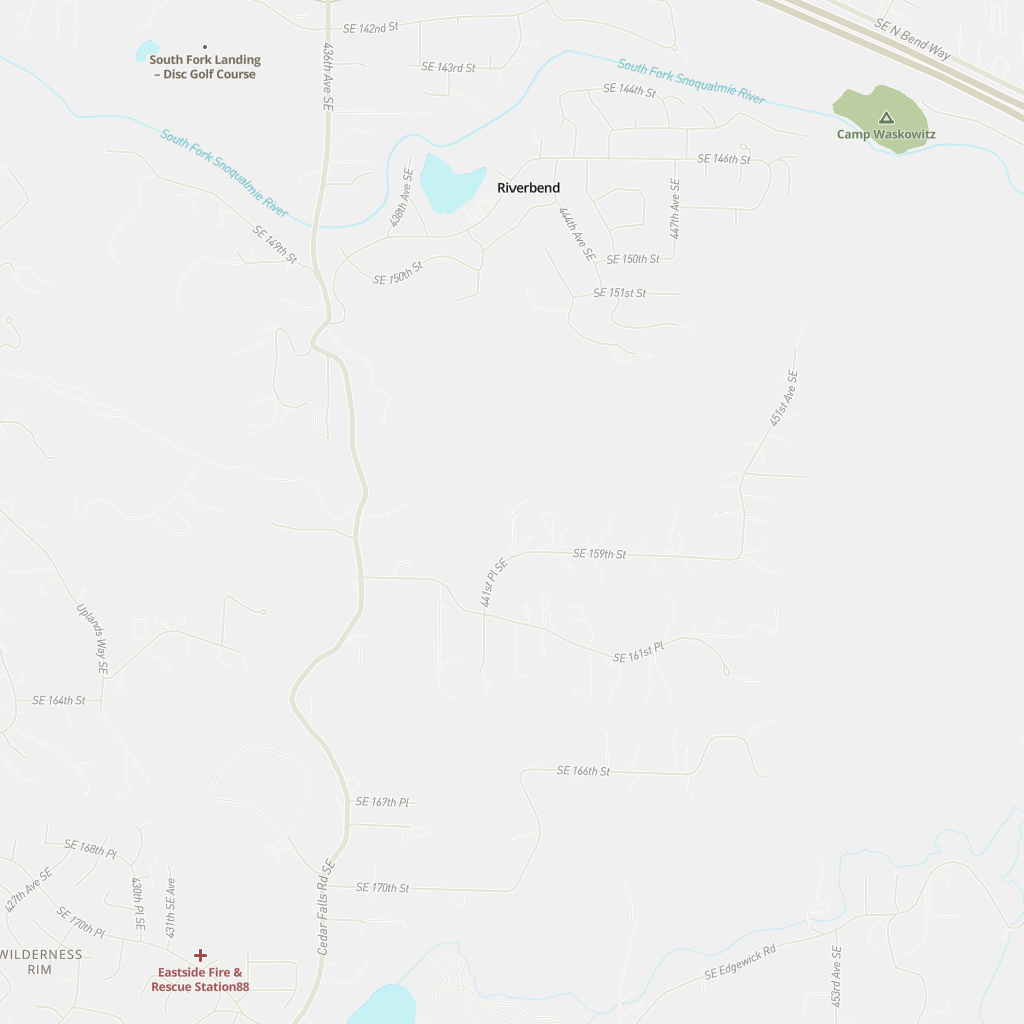 SE 142nd St
SE N Bend Way
South Fork Landing
– Disc Golf Course
436th Ave SE
SE 143rd St
South Fork Snoqualmie River
SE 144th St
Camp Waskowitz
South Fork Snoqualmie River
SE 146th St
438th Ave SE
Riverbend
447th Ave SE
444th Ave SE
SE 149th St
SE 150th St
SE 150th St
SE 151st St
451st Ave SE
SE 159th St
441st Pl SE
Uplands Way SE
SE 161st Pl
SE 164th St
SE 166th St
SE 167th Pl
SE 168th Pl
Cedar Falls Rd SE
427th Ave SE
430th Pl SE
431th SE Ave
SE 170th St
SE 170th Pl
WILDERNESS
RIM
Eastside Fire &
Rescue Station88
SE Edgewick Rd
453rd Ave SE